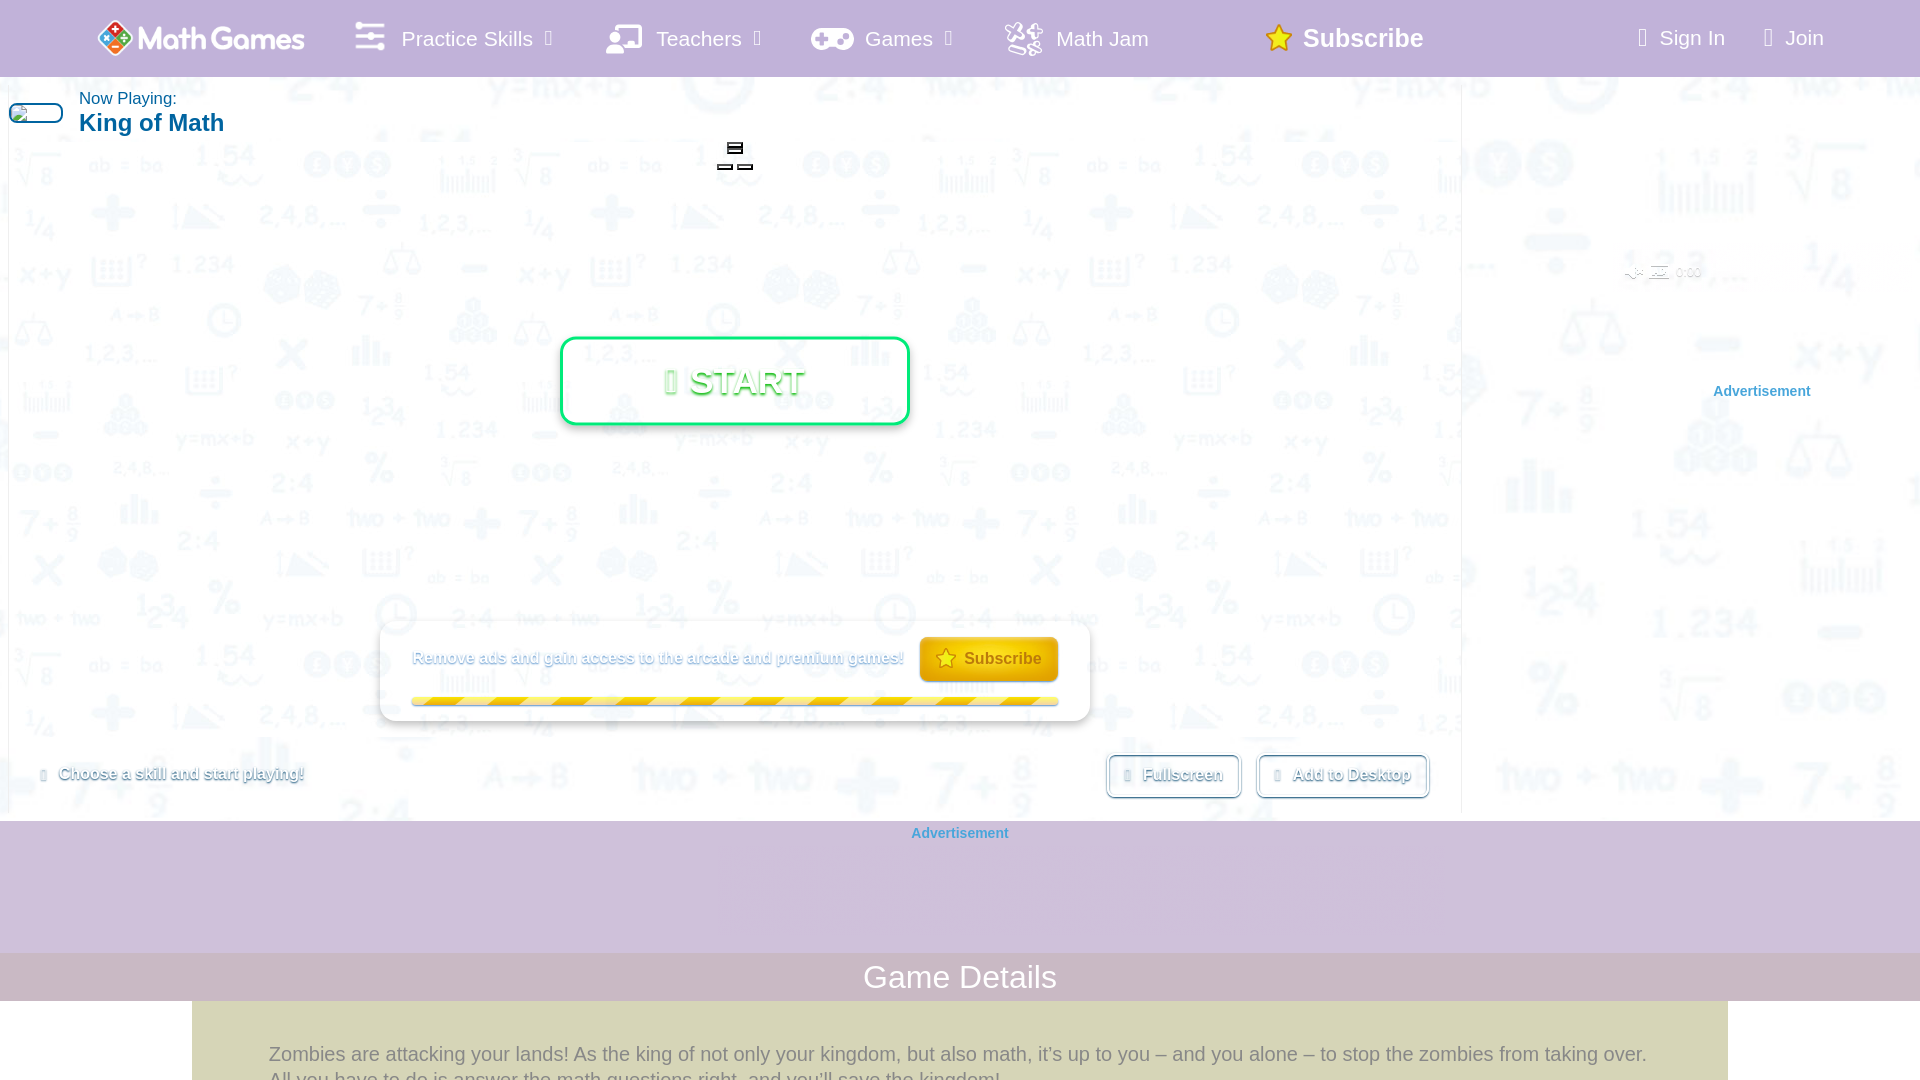 Math Games
Practice Skills
Teachers
Games
Math Jam
Subscribe
Sign In
Join
Now Playing:
King of Math
START
0:00
Advertisement
Remove ads and gain access to the arcade and premium games!
Subscribe
Choose a skill and start playing!
Fullscreen
Add to Desktop
Advertisement
Game Details
Zombies are attacking your lands! As the king of not only your kingdom, but also math, it’s up to you – and you alone – to stop the zombies from taking over.
All you have to do is answer the math questions right, and you’ll save the kingdom!